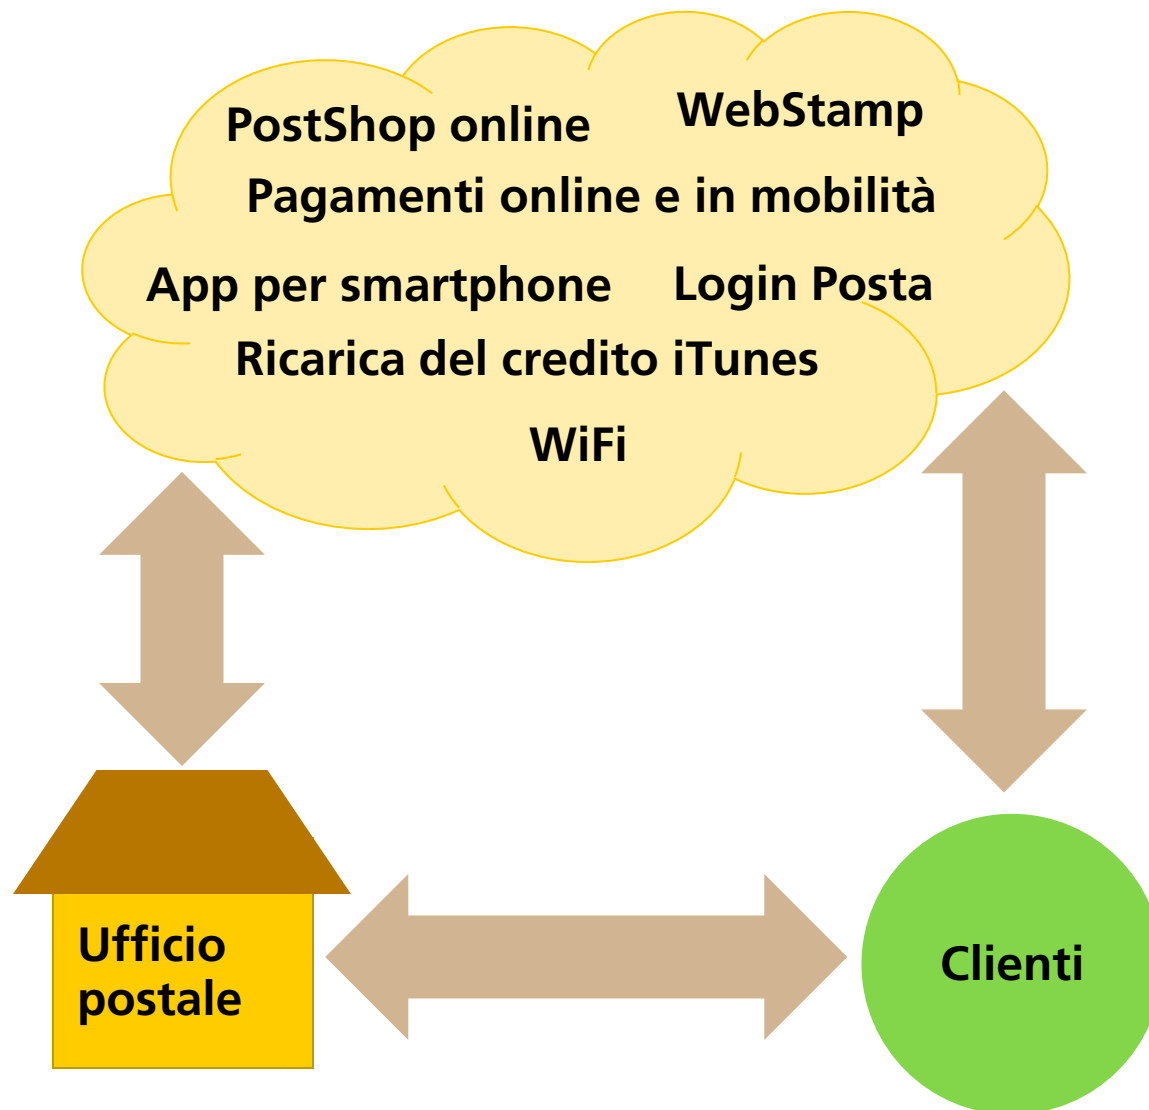 PostShop online
WebStamp
Pagamenti online e in mobilità
App per smartphone
Login Posta
Ricarica del credito iTunes
WiFi
Ufficio
postale
Clienti